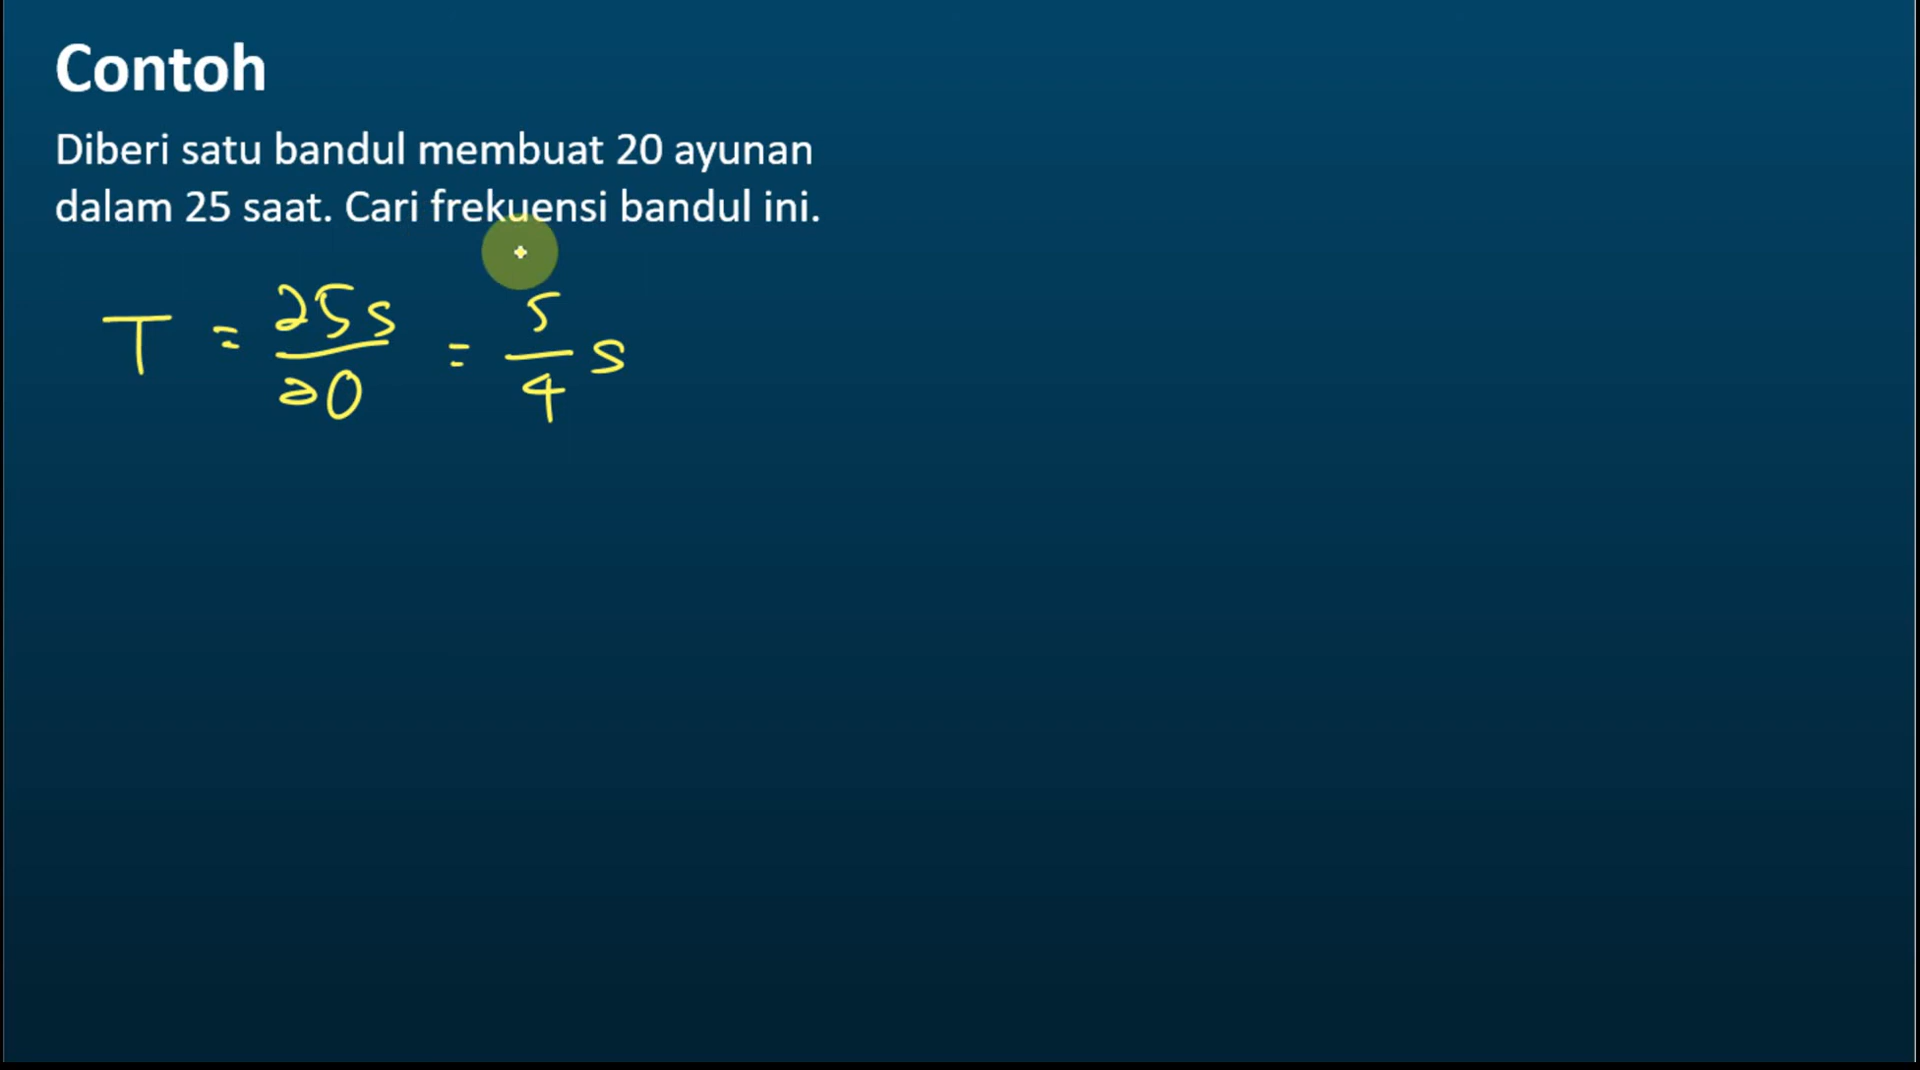 Contoh
Diberi satu bandul membuat 20 ayunan
dalam 25 saat. Cari frekuensi bandul ini.
T = 25s/20 = 5/4 s